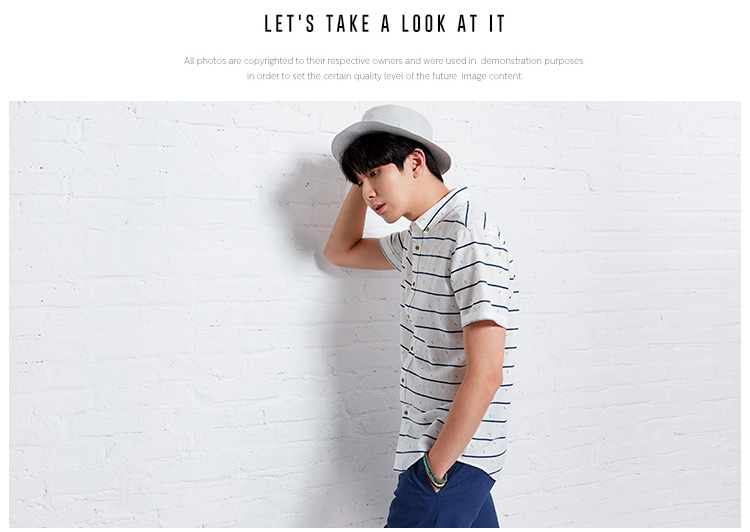 LET'S TAKE A LOOK AT IT
All photos are copyrighted to their respective owners and were used in demonstration purposes
in order to set the certain quality level of the future image content.